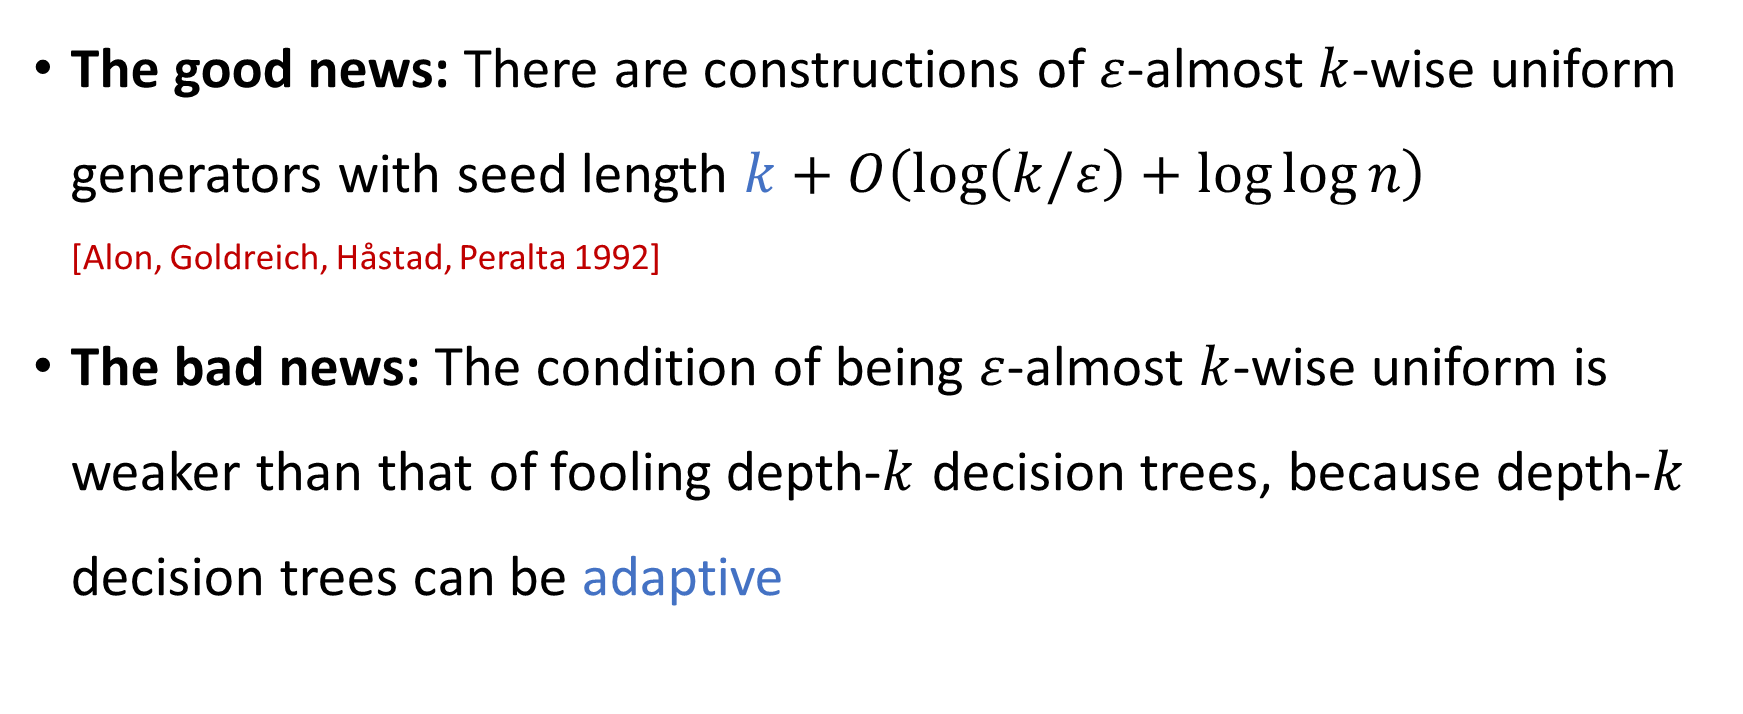 • The good news: There are constructions of 𝜀-almost 𝑘-wise uniform
generators with seed length 𝑘 + 𝑂(log(𝑘/𝜀) + log log 𝑛)
[Alon, Goldreich, Håstad, Peralta 1992]
• The bad news: The condition of being 𝜀-almost 𝑘-wise uniform is
weaker than that of fooling depth-𝑘 decision trees, because depth-𝑘
decision trees can be adaptive